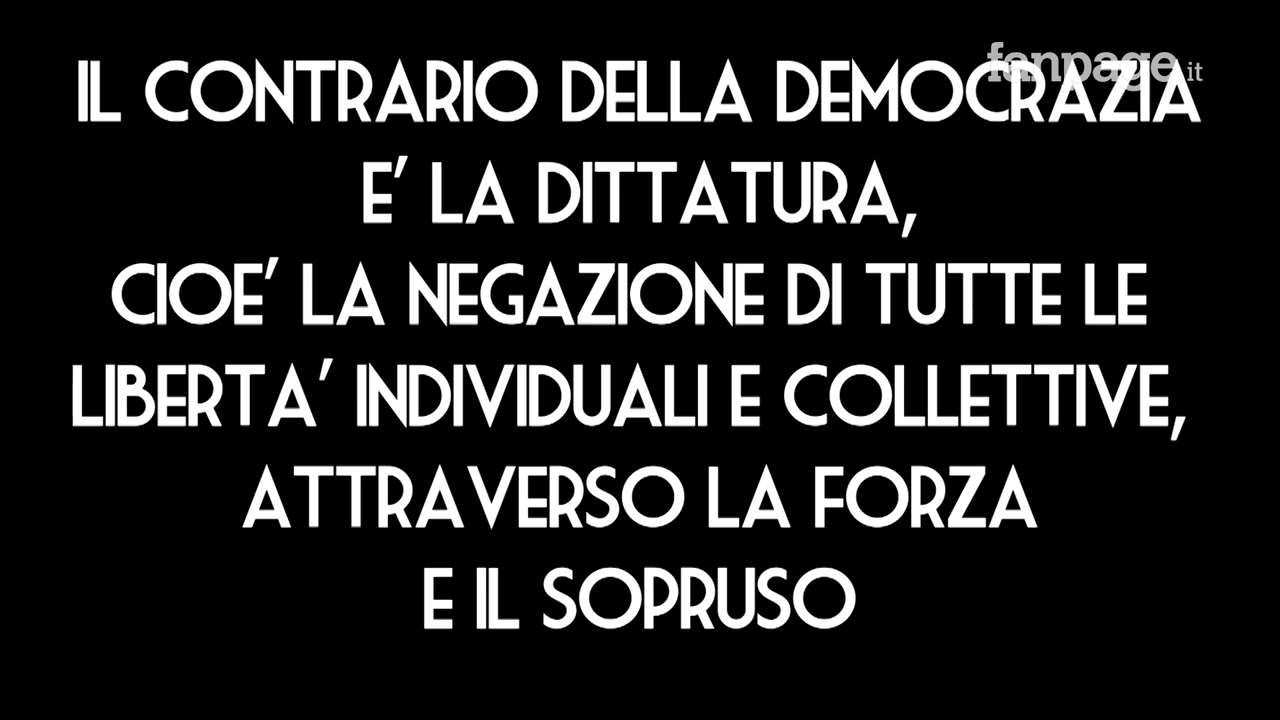 fanpage.it
IL CONTRARIO DELLA DEMOCRAZIA
E' LA DITTATURA,
CIOE' LA NEGAZIONE DI TUTTE LE
LIBERTA' INDIVIDUALI E COLLETTIVE,
ATTRAVERSO LA FORZA
E IL SOPRUSO